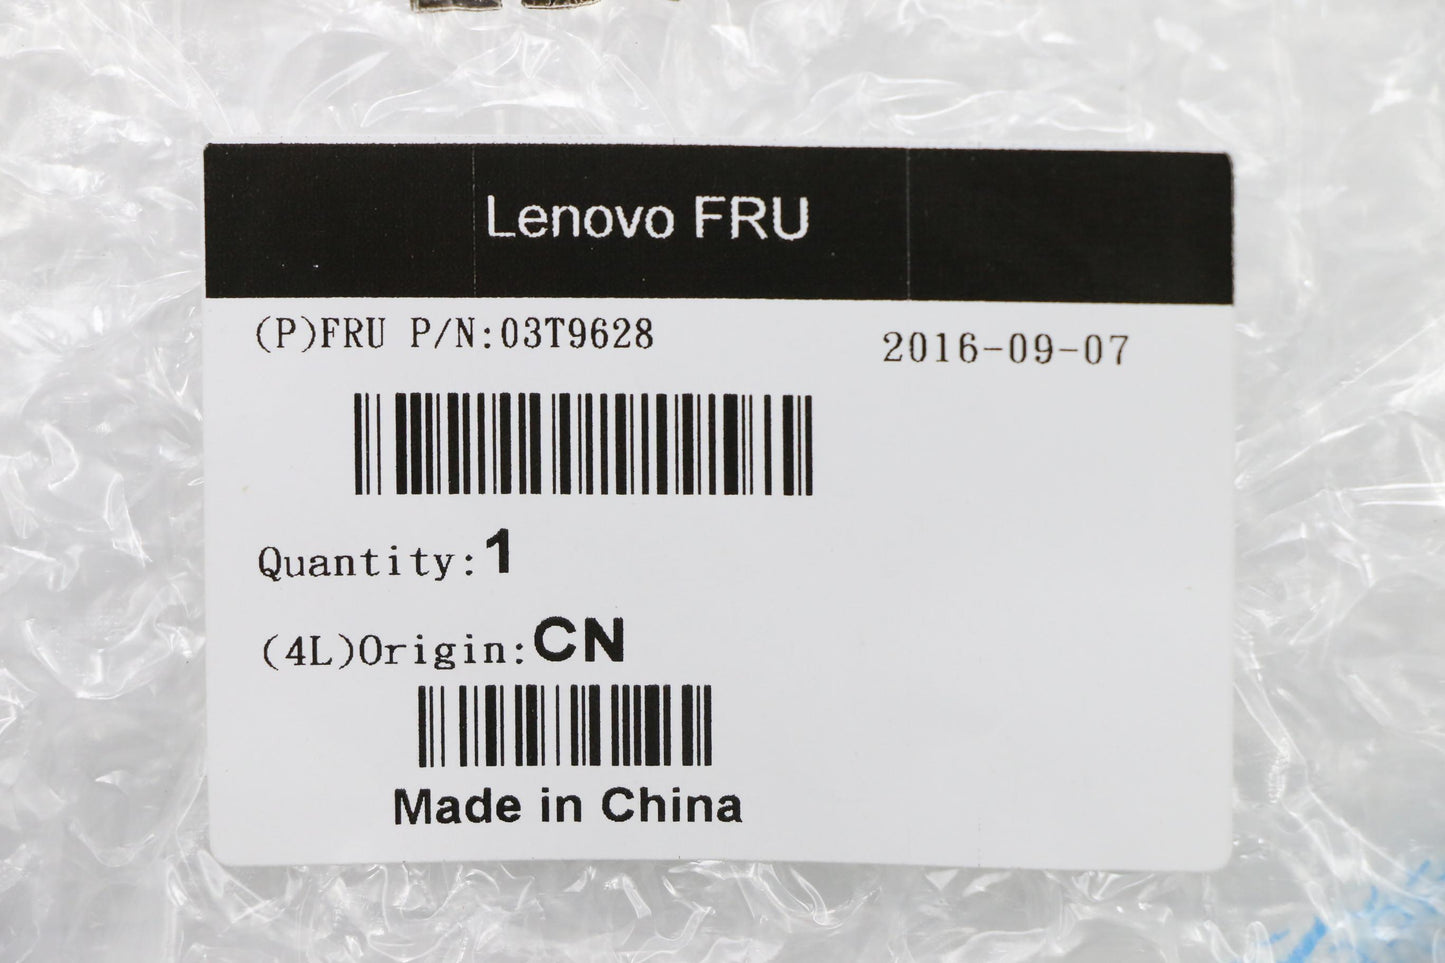 Lenovo FRU
(P)FRU P/N:03T9628
2016-09-07
Quantity:1
(4L)Origin:CN
Made in China